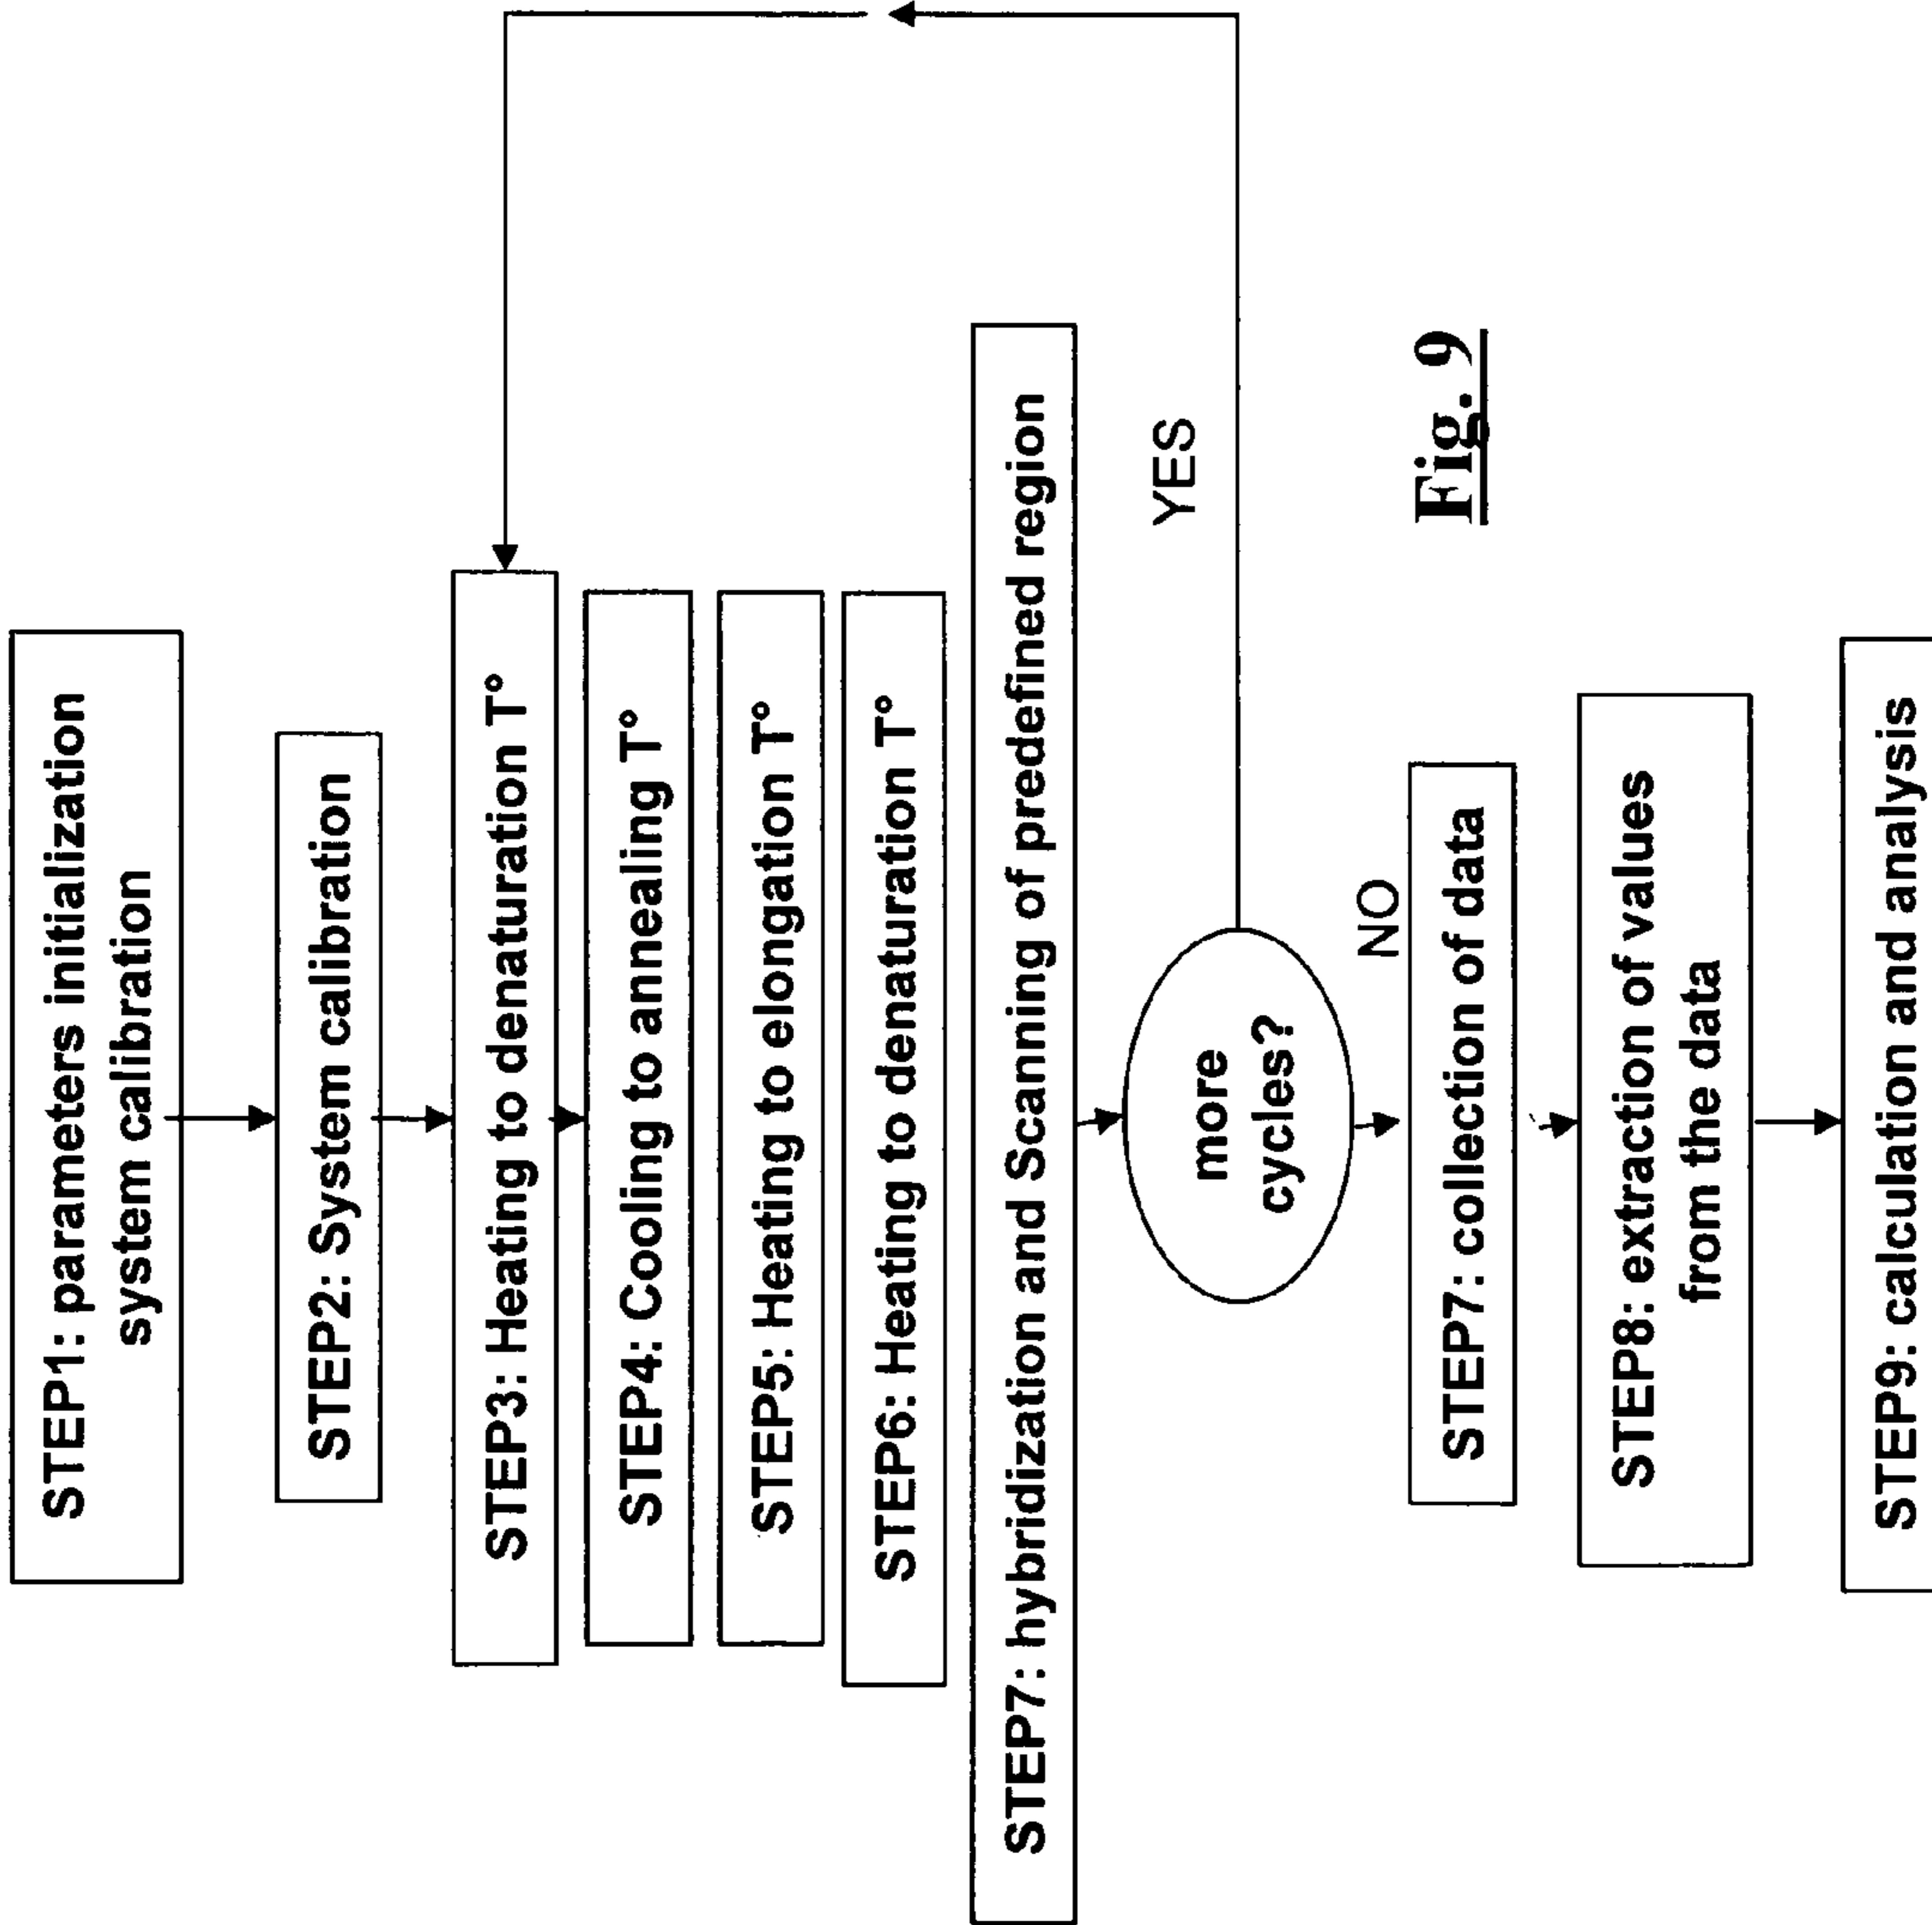 STEP1: parameters initialization
system calibration
STEP2: System calibration
STEP3: Heating to denaturation T°
STEP4: Cooling to annealing T°
STEP5: Heating to elongation T°
STEP6: Heating to denaturation T°
STEP7: hybridization and Scanning of predefined region
more
cycles?
YES
NO
STEP7: collection of data
STEP8: extraction of values
from the data
STEP9: calculation and analysis
Fig. 9